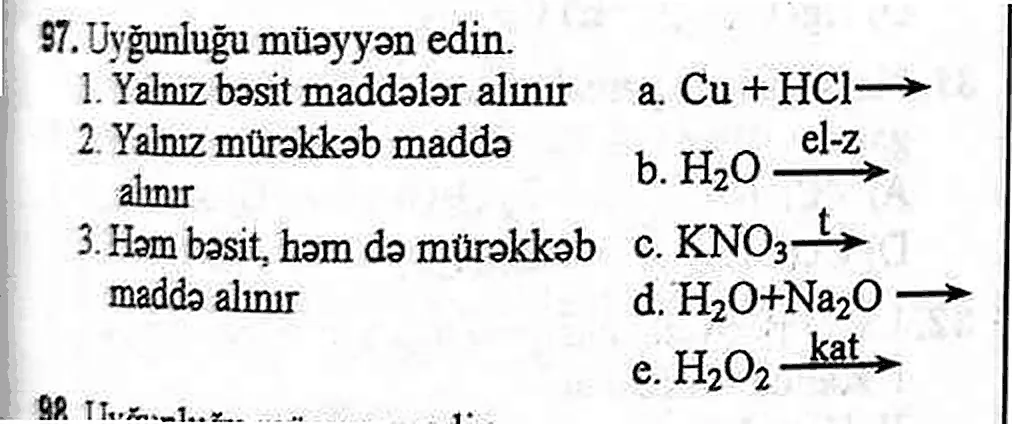 97. Uyğunluğu müəyyən edin.
1. Yalnız bəsit maddələr alınır
2. Yalnız mürəkkəb maddə
alınır
3. Həm bəsit, həm də mürəkkəb
maddə alınır
a. Cu + HCl⟶
b. H₂O —el-z→
c. KNO₃ —t→
d. H₂O+Na₂O ⟶
e. H₂O₂ —kat→
98